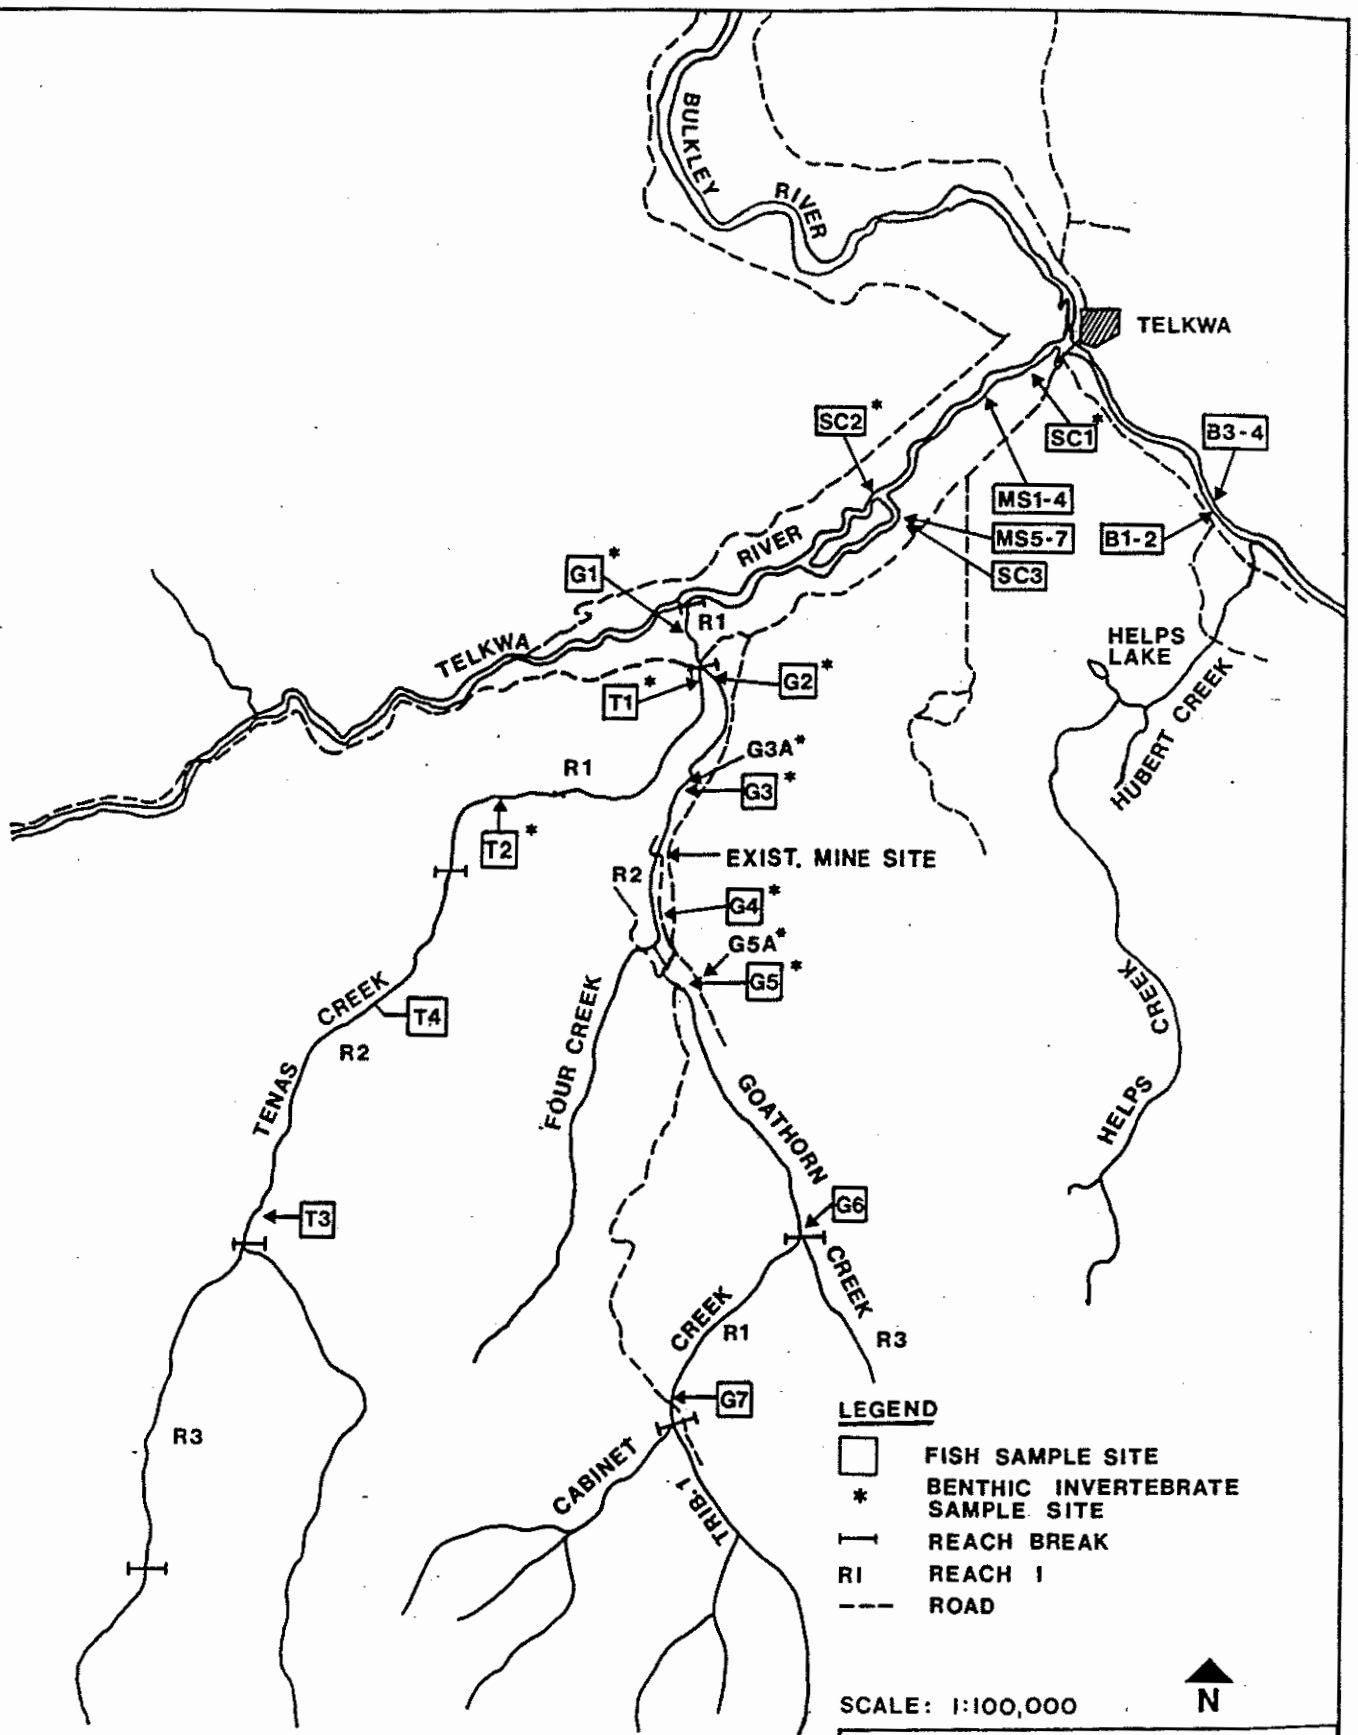 BULKLEY
RIVER
TELKWA
SC2 *
SC1 *
B3-4
MS1-4
MS5-7
B1-2
SC3
RIVER
G1 *
R1
TELKWA
HELPS
LAKE
G2 *
T1 *
HUBERT CREEK
G3A *
R1
G3 *
T2 *
EXIST. MINE SITE
R2
G4 *
G5A *
G5 *
CREEK
CREEK
T4
R2
FOUR CREEK
TENAS
GOATHORN
HELPS
G6
T3
CREEK
CREEK
R1
R3
G7
LEGEND
R3
FISH SAMPLE SITE
CABINET
* BENTHIC INVERTEBRATE
SAMPLE SITE
TRIB. 1
REACH BREAK
R1 REACH 1
ROAD
SCALE: 1:100,000
N